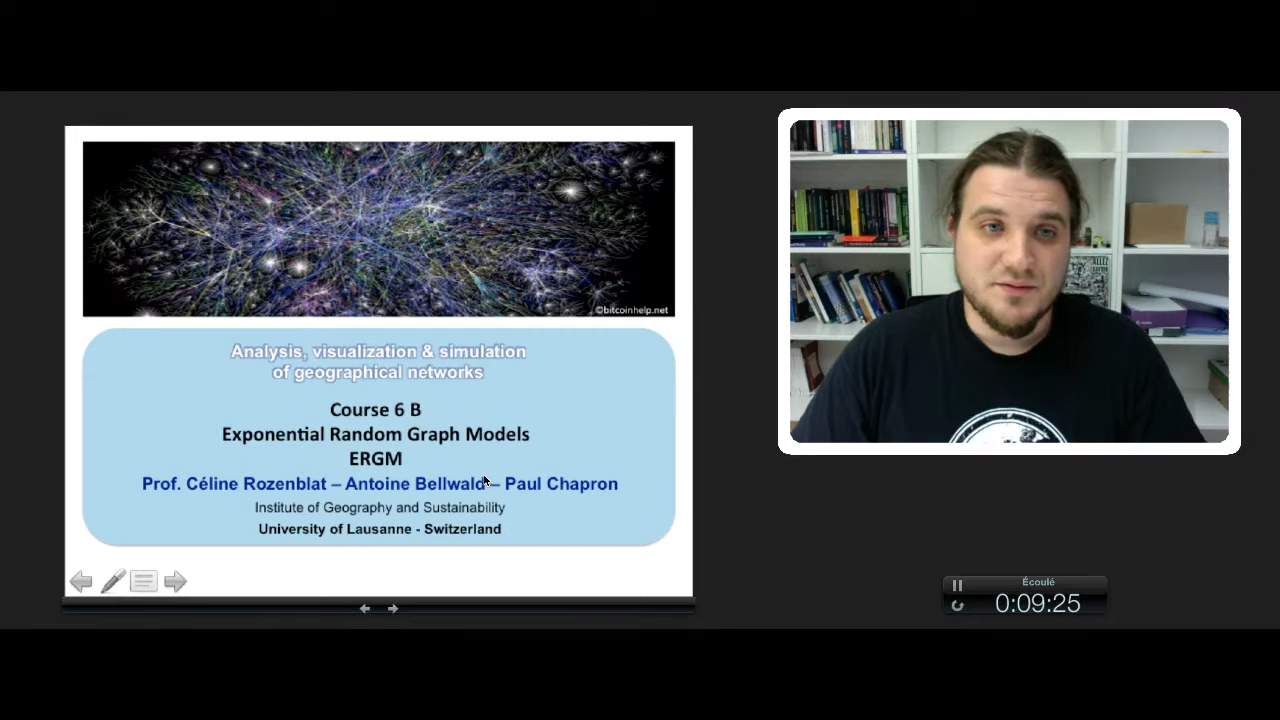 ©bitcoinhelp.net
Analysis, visualization & simulation
of geographical networks
Course 6 B
Exponential Random Graph Models
ERGM
Prof. Céline Rozenblat – Antoine Bellwald – Paul Chapron
Institute of Geography and Sustainability
University of Lausanne - Switzerland
Écoulé
0:09:25